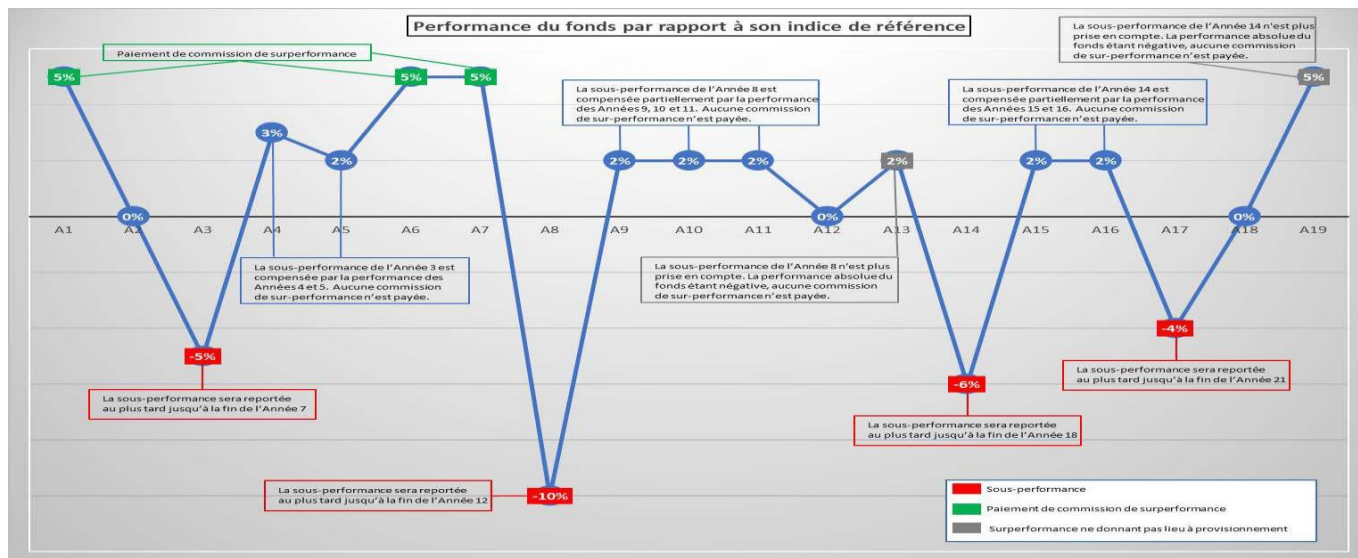 Performance du fonds par rapport à son indice de référence
La sous-performance de l'Année 14 n'est plus
prise en compte. La performance absolue du
fonds étant négative, aucune commission
de sur-performance n'est payée.
Paiement de commission de surperformance
5%
5%
5%
5%
La sous-performance de l'Année 8 est
compensée partiellement par la performance
des Années 9, 10 et 11. Aucune commission
de sur-performance n'est payée.
La sous-performance de l'Année 14 est
compensée partiellement par la performance
des Années 15 et 16. Aucune commission
de sur-performance n'est payée.
3%
2%
2%
2%
2%
2%
2%
2%
0%
0%
0%
A1
A2
A3
A4
A5
A6
A7
A8
A9
A10
A11
A12
A13
A14
A15
A16
A17
A18
A19
La sous-performance de l'Année 3 est
compensée par la performance des
Années 4 et 5. Aucune commission
de sur-performance n'est payée.
La sous-performance de l'Année 8 n'est plus
prise en compte. La performance absolue du
fonds étant négative, aucune commission
de sur-performance n'est payée.
-4%
-5%
La sous-performance sera reportée
au plus tard jusqu'à la fin de l'Année 21
-6%
La sous-performance sera reportée
au plus tard jusqu'à la fin de l'Année 7
La sous-performance sera reportée
au plus tard jusqu'à la fin de l'Année 18
La sous-performance sera reportée
au plus tard jusqu'à la fin de l'Année 12
-10%
Sous-performance
Paiement de commission de surperformance
Surperformance ne donnant pas lieu à provisionnement